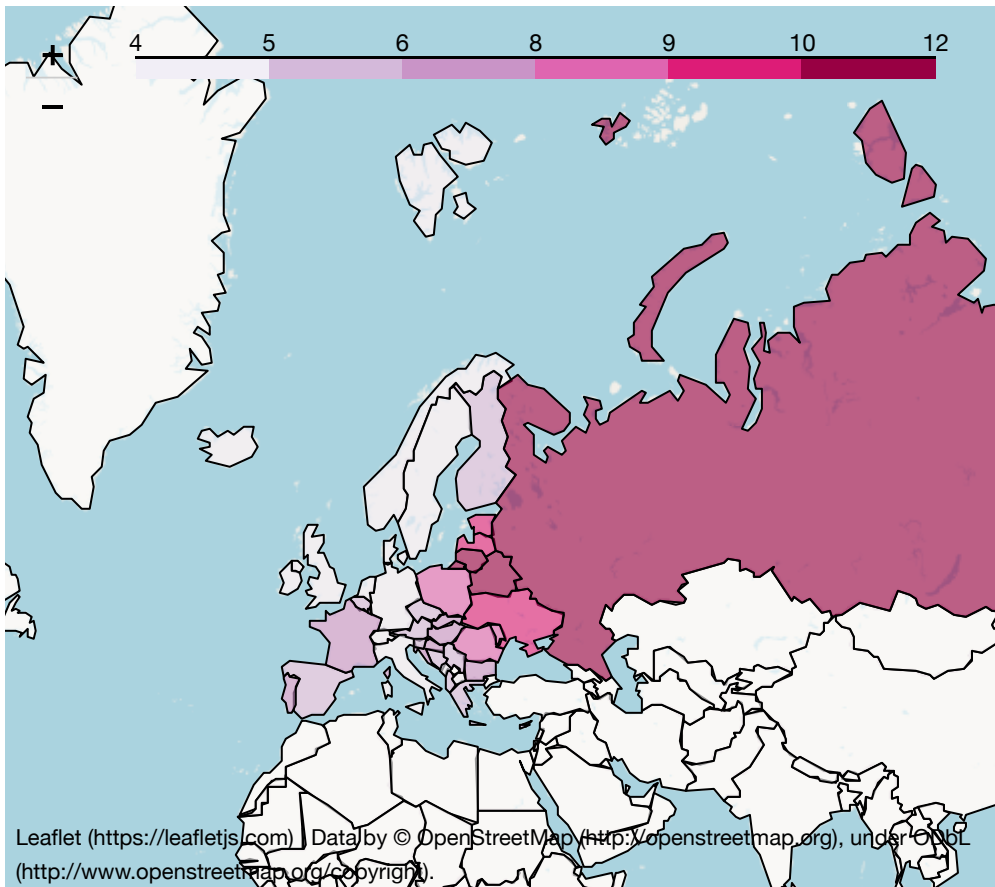 4 5 6 8 9 10 12
+
−
Leaflet (https://leafletjs.com) | Data by © OpenStreetMap (http://openstreetmap.org), under ODbL
(http://www.openstreetmap.org/copyright).